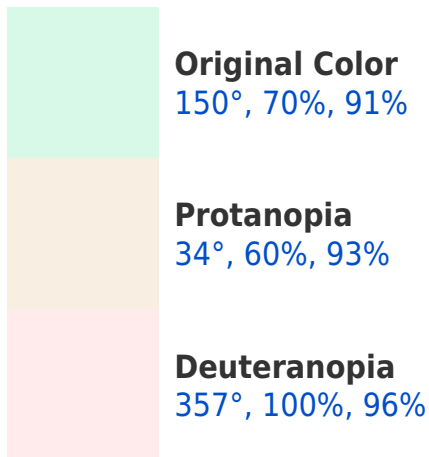 Original Color
150°, 70%, 91%
Protanopia
34°, 60%, 93%
Deuteranopia
357°, 100%, 96%